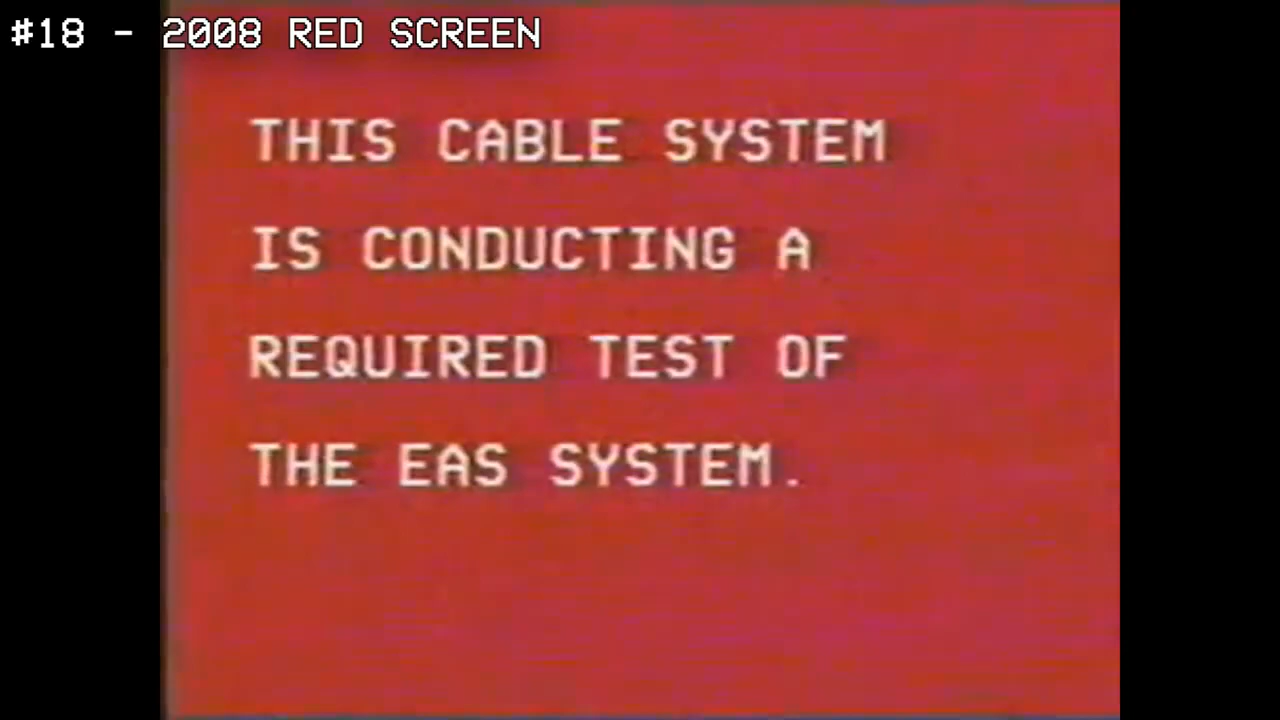 #18 - 2008 RED SCREEN
THIS CABLE SYSTEM
IS CONDUCTING A
REQUIRED TEST OF
THE EAS SYSTEM.